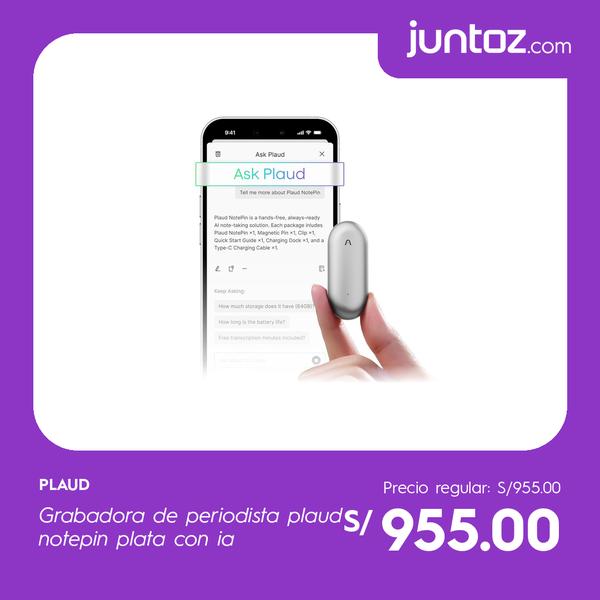 juntoz.com
9:41
Ask Plaud
Ask Plaud
Tell me more about Plaud NotePin
Plaud NotePin is a hands-free, always-ready
AI note-taking solution. Each package inludes
Plaud NotePin ×1, Magnetic Pin ×1, Clip ×1,
Quick Start Guide ×1, Charging Dock ×1, and a
Type-C Charging Cable ×1.
Keep Asking:
How much storage does it have (64GB)?
How long is the battery life?
Free transcription minutes included?
PLAUD
Precio regular: S/955.00
Grabadora de periodista plaud
notepin plata con ia
S/ 955.00